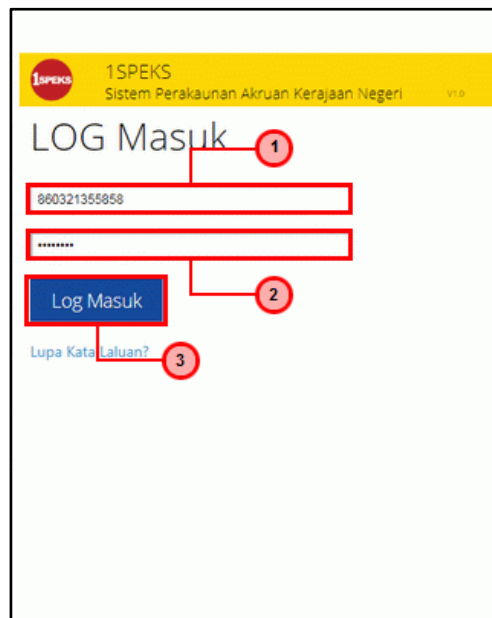 1SPEKS
1SPEKS
Sistem Perakaunan Akruan Kerajaan Negeri V1.0
LOG Masuk
1
860321355858
••••••••
2
Log Masuk
Lupa Kata Laluan?
3